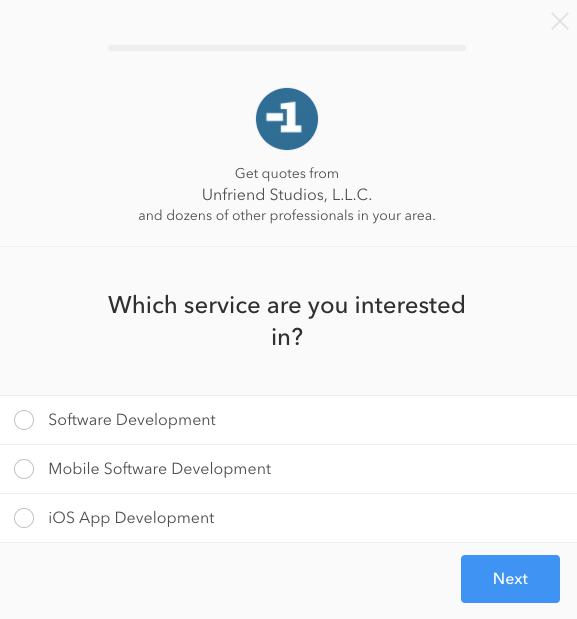 -1
Get quotes from
Unfriend Studios, L.L.C.
and dozens of other professionals in your area.
Which service are you interested
in?
Software Development
Mobile Software Development
iOS App Development
Next